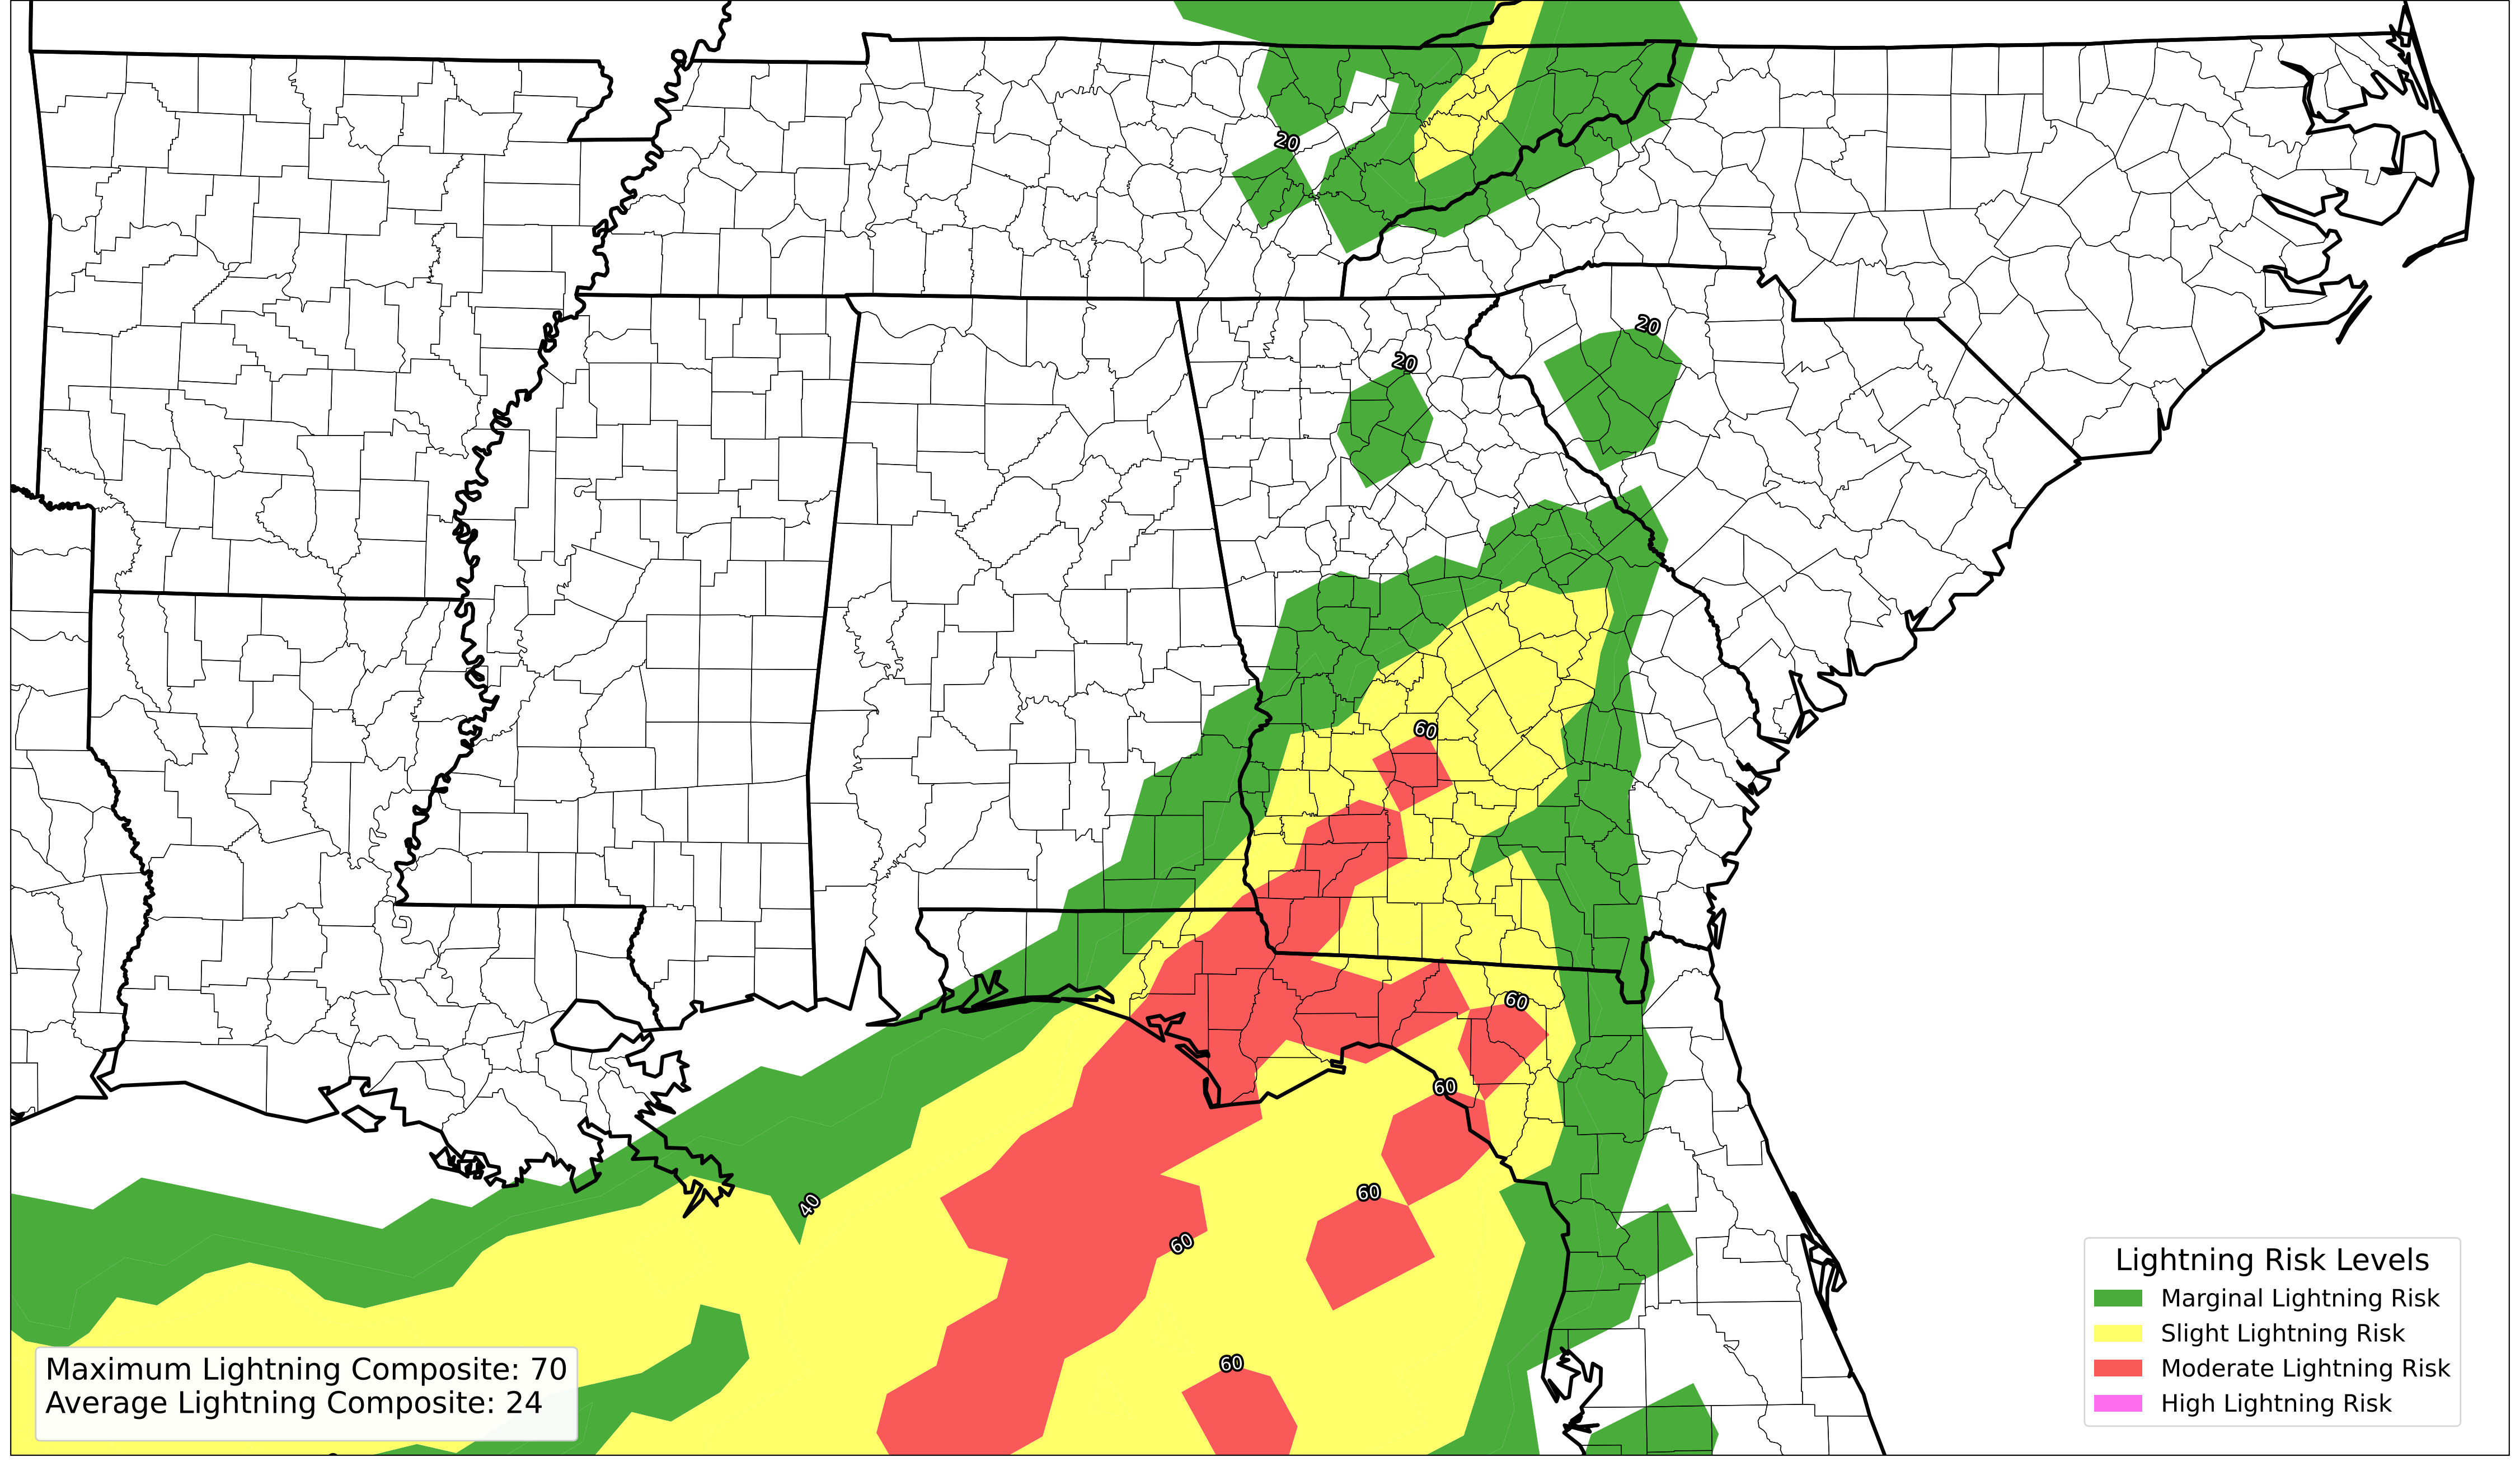 20
20
20
60
60
60
40
60
60
60
Lightning Risk Levels
Marginal Lightning Risk
Slight Lightning Risk
Moderate Lightning Risk
High Lightning Risk
Maximum Lightning Composite: 70
Average Lightning Composite: 24